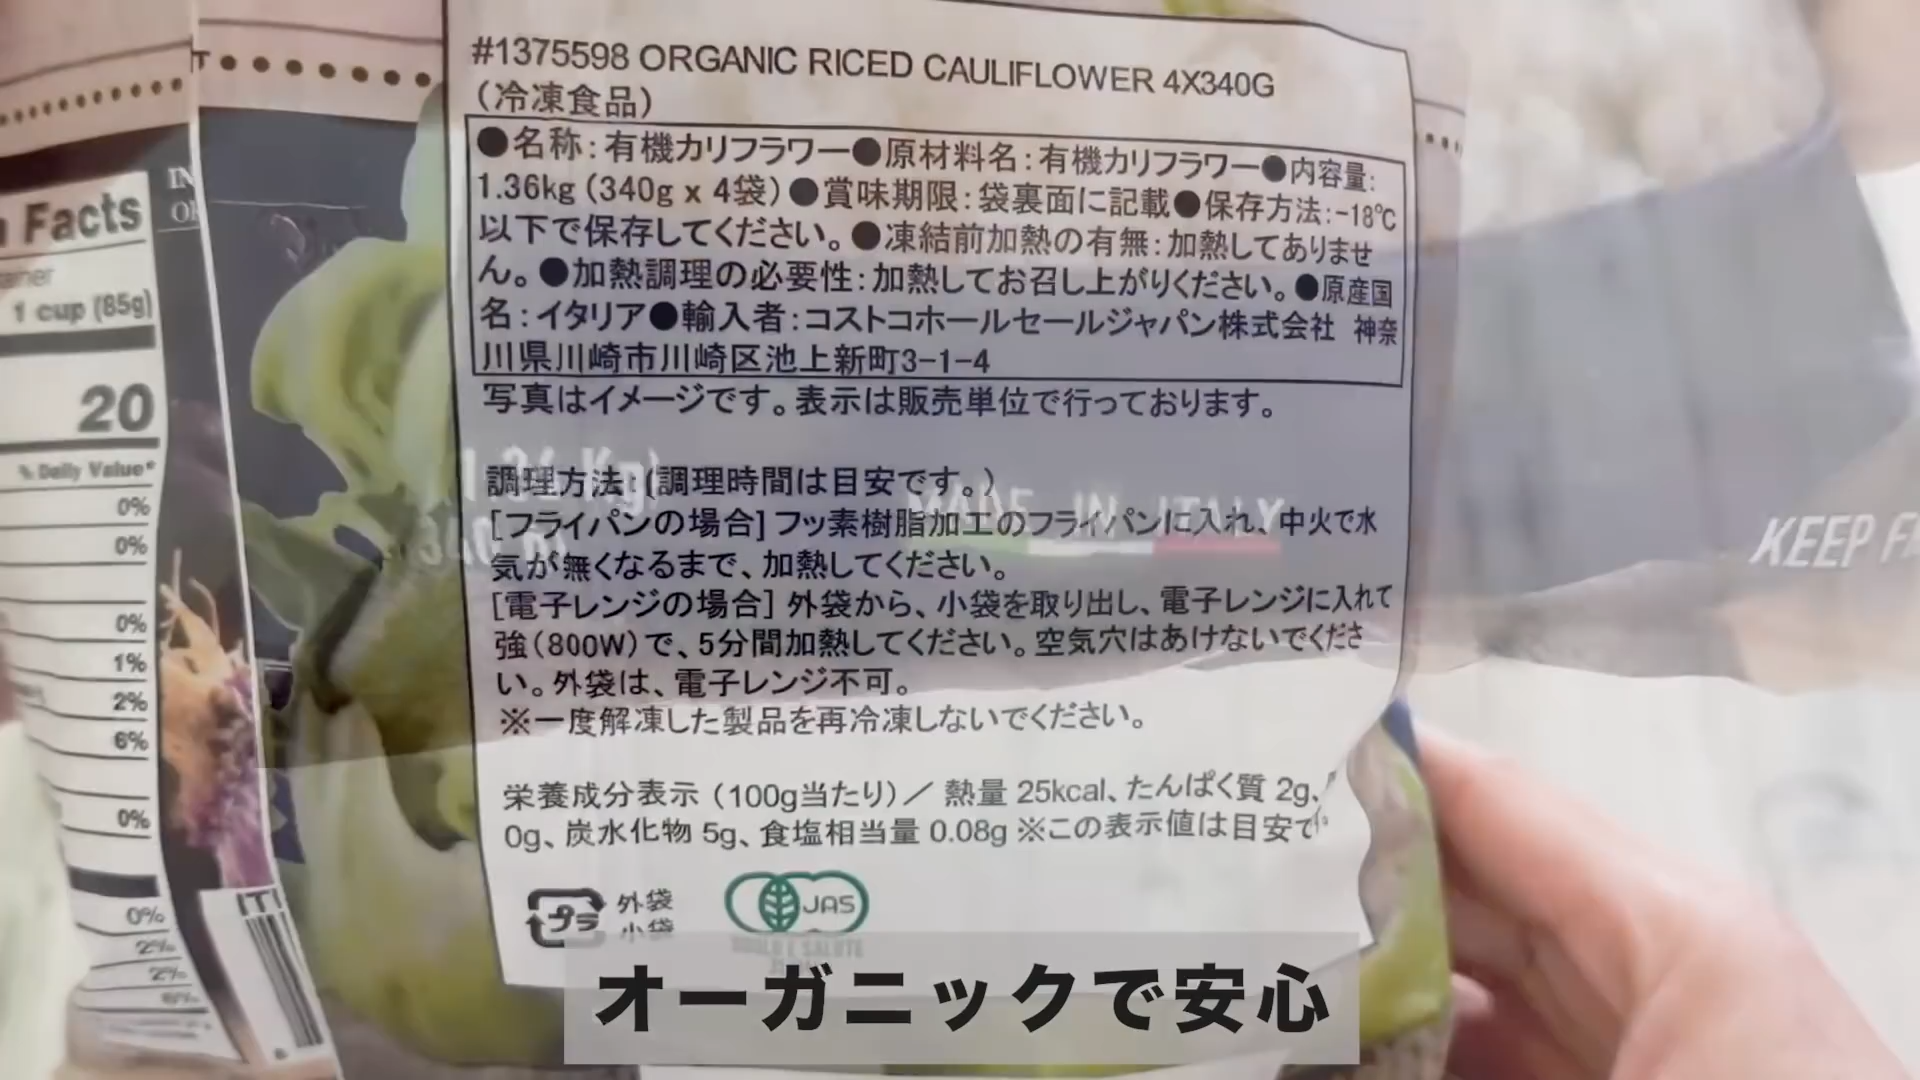 #1375598 ORGANIC RICED CAULIFLOWER 4X340G
(冷凍食品)
●名称:有機カリフラワー●原材料名:有機カリフラワー●内容量:
1.36kg (340g x 4袋)●賞味期限:袋裏面に記載●保存方法:-18℃
以下で保存してください。●凍結前加熱の有無:加熱してありませ
ん。●加熱調理の必要性:加熱してお召し上がりください。●原産国
名:イタリア●輸入者:コストコホールセールジャパン株式会社 神奈
川県川崎市川崎区池上新町3-1-4
写真はイメージです。表示は販売単位で行っております。
調理方法:(調理時間は目安です。)
[フライパンの場合] フッ素樹脂加工のフライパンに入れ、中火で水
気が無くなるまで、加熱してください。
[電子レンジの場合] 外袋から、小袋を取り出し、電子レンジに入れて
強(800W)で、5分間加熱してください。空気穴はあけないでくださ
い。外袋は、電子レンジ不可。
※一度解凍した製品を再冷凍しないでください。
栄養成分表示 (100g当たり)/ 熱量 25kcal、たんぱく質 2g、
0g、炭水化物 5g、食塩相当量 0.08g ※この表示値は目安で
プラ 外袋
小袋
JAS
Facts
1 cup (85g)
20
% Daily Value*
0%
0%
0%
1%
2%
6%
0%
0%
2%
2%
6%
MADE IN ITALY
KEEP
オーガニックで安心